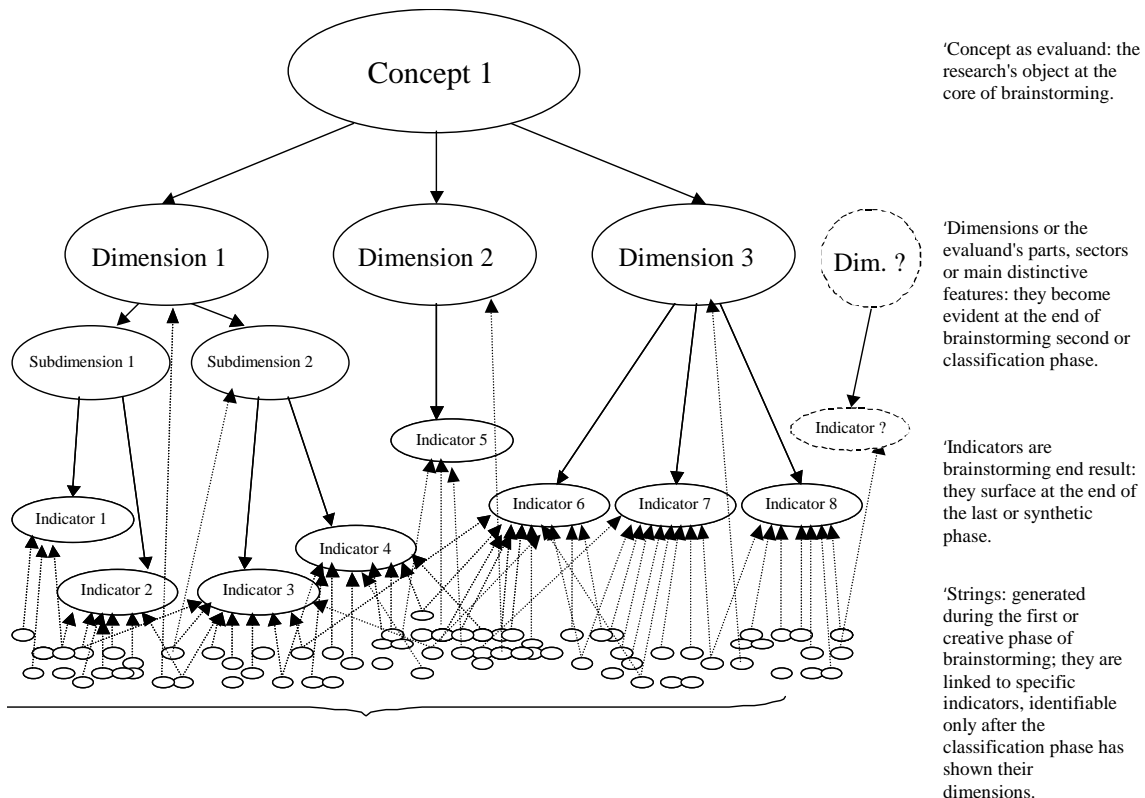 Concept 1
'Concept as evaluand: the
research's object at the
core of brainstorming.
Dimension 1
Dimension 2
Dimension 3
Dim. ?
'Dimensions or the
evaluand's parts, sectors
or main distinctive
features: they become
evident at the end of
brainstorming second or
classification phase.
Subdimension 1
Subdimension 2
Indicator 5
Indicator ?
'Indicators are
brainstorming end result:
they surface at the end of
the last or synthetic
phase.
Indicator 1
Indicator 6
Indicator 7
Indicator 8
Indicator 4
Indicator 2
Indicator 3
'Strings: generated
during the first or
creative phase of
brainstorming; they are
linked to specific
indicators, identifiable
only after the
classification phase has
shown their
dimensions.